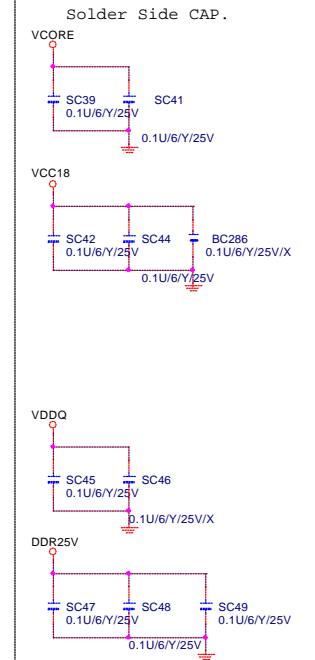 Solder Side CAP.
VCORE
SC39 SC41
0.1U/6/Y/25V
0.1U/6/Y/25V
VCC18
SC42 SC44 BC286
0.1U/6/Y/25V 0.1U/6/Y/25V/X
0.1U/6/Y/25V
VDDQ
SC45 SC46
0.1U/6/Y/25V
0.1U/6/Y/25V/X
DDR25V
SC47 SC48 SC49
0.1U/6/Y/25V 0.1U/6/Y/25V
0.1U/6/Y/25V